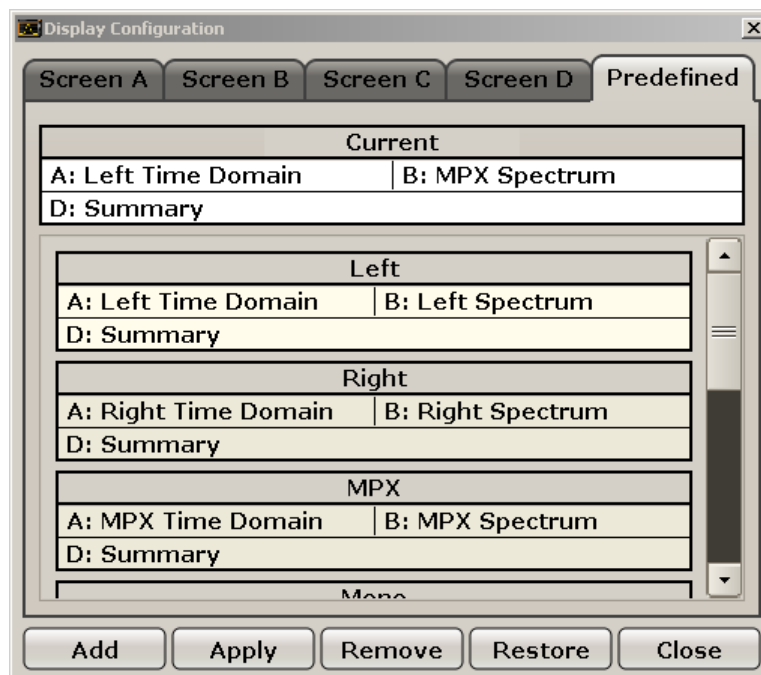 Display Configuration
Screen A Screen B Screen C Screen D Predefined
Current
A: Left Time Domain B: MPX Spectrum
D: Summary
Left
A: Left Time Domain B: Left Spectrum
D: Summary
Right
A: Right Time Domain B: Right Spectrum
D: Summary
MPX
A: MPX Time Domain B: MPX Spectrum
D: Summary
Mono
Add Apply Remove Restore Close